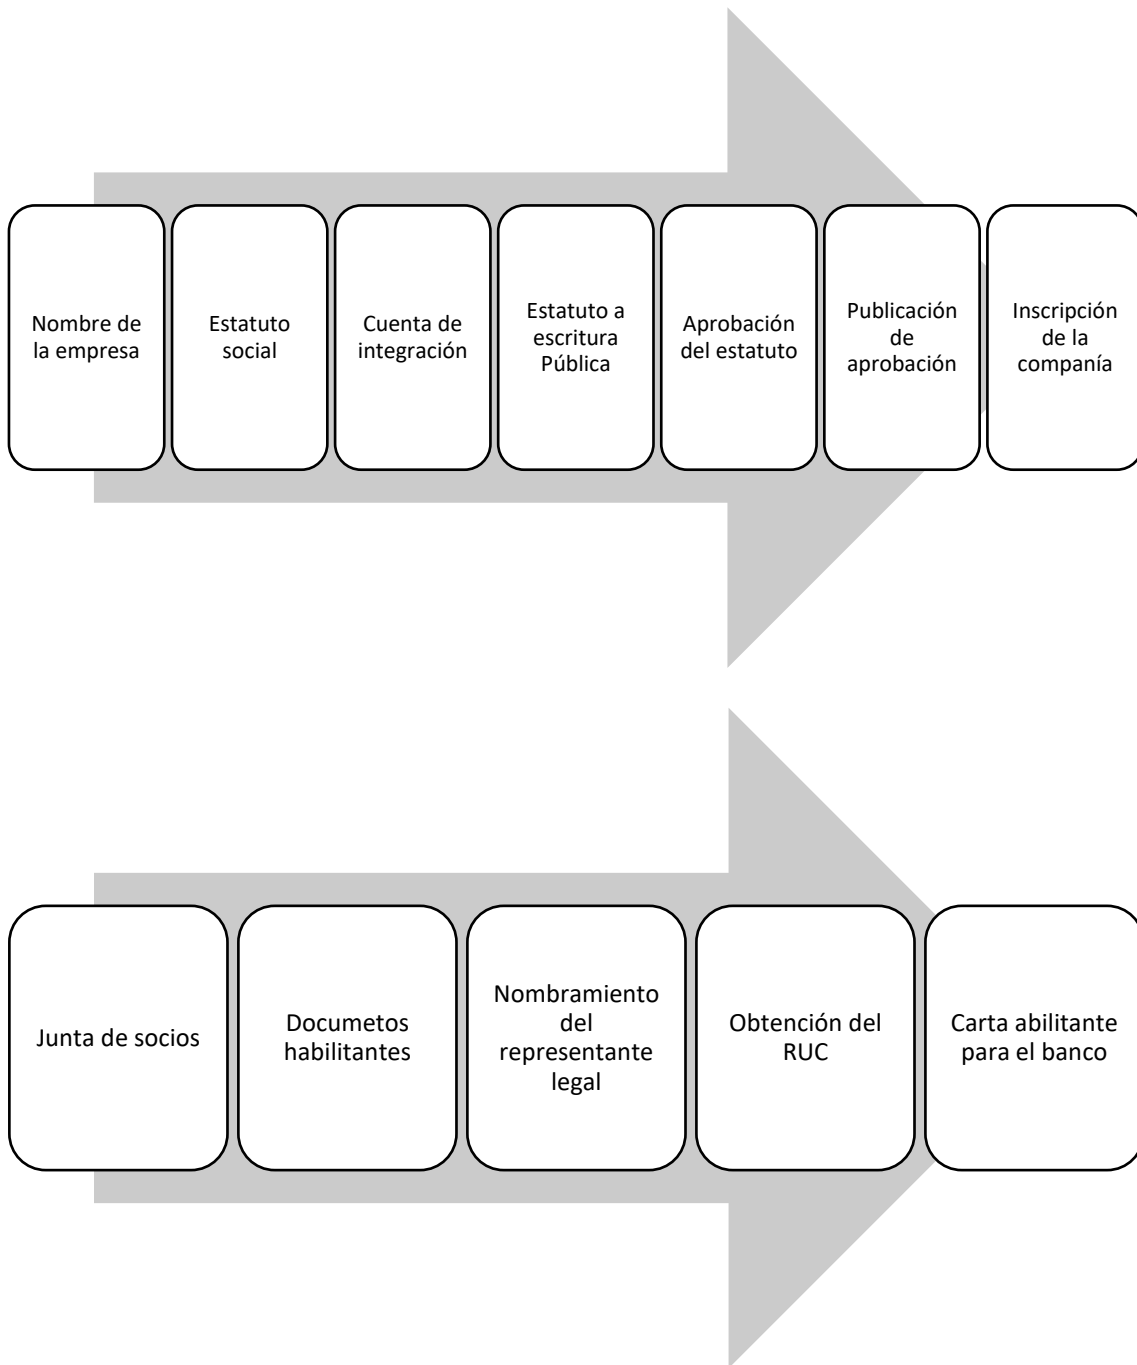 Nombre de
la empresa
Estatuto
social
Cuenta de
integración
Estatuto a
escritura
Pública
Aprobación
del estatuto
Publicación
de
aprobación
Inscripción
de la
companía
Junta de socios
Documetos
habilitantes
Nombramiento
del
representante
legal
Obtención del
RUC
Carta abilitante
para el banco